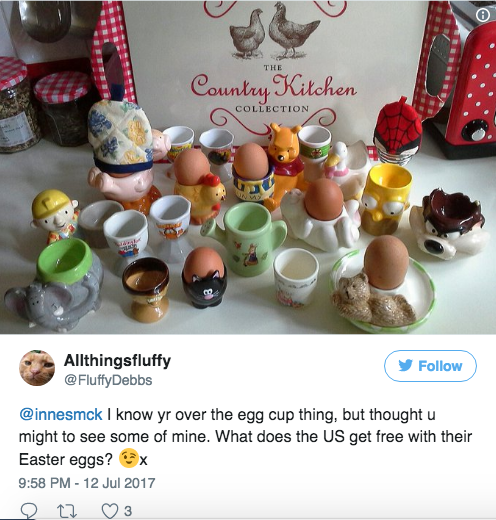 THE
Country Kitchen
COLLECTION
Allthingsfluffy
@FluffyDebbs
Follow
@innesmck I know yr over the egg cup thing, but thought u
might to see some of mine. What does the US get free with their
Easter eggs? 😉x
9:58 PM - 12 Jul 2017
3